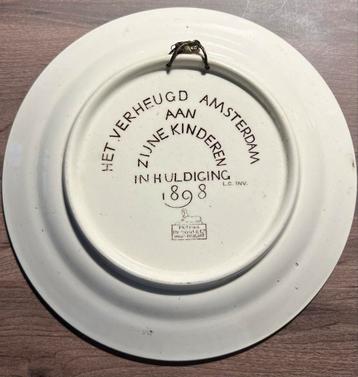 HET VERHEUGD AMSTERDAM
AAN
ZIJNE KINDEREN
INHULDIGING
L.C. INV.
1898